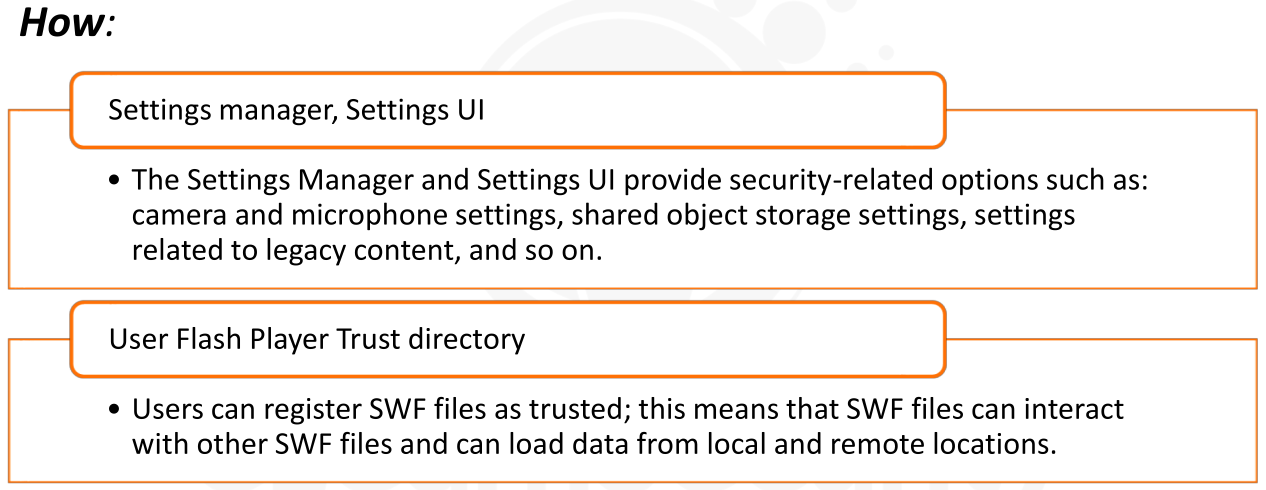 How:
Settings manager, Settings UI
• The Settings Manager and Settings UI provide security-related options such as:
camera and microphone settings, shared object storage settings, settings
related to legacy content, and so on.
User Flash Player Trust directory
• Users can register SWF files as trusted; this means that SWF files can interact
with other SWF files and can load data from local and remote locations.